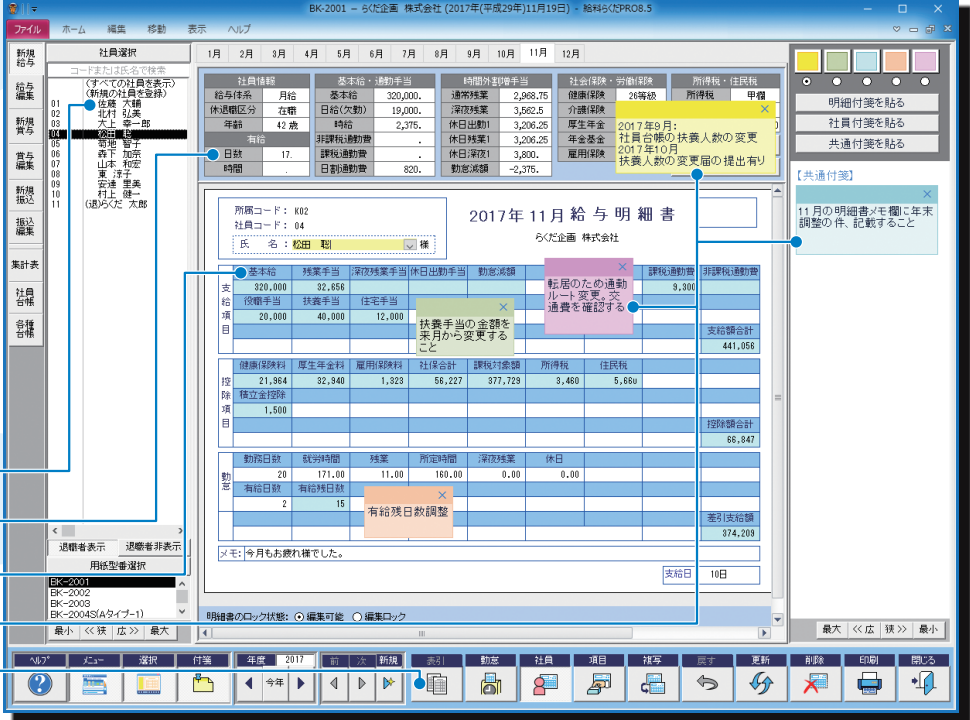 BK-2001 － らくだ企画 株式会社 (2017年(平成29年)11月19日) - 給料らくだPRO8.5
ファイル ホーム 編集 移動 表示 ヘルプ
新規 給与
給与 編集
新規 賞与
賞与 編集
新規 振込
振込 編集
集計表
社員 台帳
各種 台帳
社員選択
コードまたは氏名で検索
(すべての社員を表示)
(新規の社員を登録)
01 佐藤 大輔
02 北村 弘美
03 大上 幸一郎
04 松田 聡
05 菊地 智子
06 森下 加奈
07 山本 和宏
08 東 涼子
09 安達 里美
10 村上 健一
11 (退)らくだ 太郎
退職者表示 退職者非表示
用紙型番選択
BK-2001
BK-2002
BK-2003
BK-2004S(Aタイプ-1)
最小 <<狭 広>> 最大
1月 2月 3月 4月 5月 6月 7月 8月 9月 10月 11月 12月
社員情報 基本給・通勤手当 時間外割増手当 社会保険・労働保険 所得税・住民税
給与体系 月給 基本給 320,000. 通常残業 2,968.75 健康保険 26等級 所得税 甲欄
休退職区分 在職 日給(欠勤) 19,000. 深夜残業 3,562.5 介護保険
年齢 42 歳 時給 2,375. 休日出勤1 3,206.25 厚生年金
有給 非課税通勤費 . 休日残業1 3,206.25 年金基金
日数 17. 課税通勤費 . 休日深夜1 3,800. 雇用保険
時間 . 日割通勤費 820. 勤怠減額 -2,375.
2017年9月:
社員台帳の扶養人数の変更
2017年10月
扶養人数の変更届の提出有り
所属コード： K02
社員コード： 04
氏 名 ： 松田 聡 様
2017年 11月 給 与 明 細 書
らくだ企画 株式会社
支給項目
基本給 残業手当 深夜残業手当 休日出勤手当 勤怠減額 課税通勤費 非課税通勤費
320,000 32,656 9,300
役職手当 扶養手当 住宅手当
20,000 40,000 12,000
支給額合計
441,056
転居のため通勤
ルート変更。交
通費を確認する
扶養手当の金額を
来月から変更する
こと
控除項目
健康保険料 厚生年金料 雇用保険料 社保合計 課税対象額 所得税 住民税
21,964 32,940 1,323 56,227 377,729 3,460 5,660
積立金控除
1,500
控除額合計
66,847
勤怠
勤務日数 就労時間 残業 所定時間 深夜残業 休日
20 171.00 11.00 160.00 0.00 0.00
有給日数 有給残日数
2 15
有給残日数調整
差引支給額
374,209
メモ: 今月もお疲れ様でした。
支給日 10日
明細書のロック状態: 編集可能 編集ロック
明細付箋を貼る
社員付箋を貼る
共通付箋を貼る
【共通付箋】
11月の明細書メモ欄に年末
調整の件、記載すること
最大 <<広 狭>> 最小
ヘルプ メニュー 選択 付箋 年度 2017 前 次 新規 表引 勤怠 社員 項目 複写 戻す 更新 削除 印刷 閉じる
今年